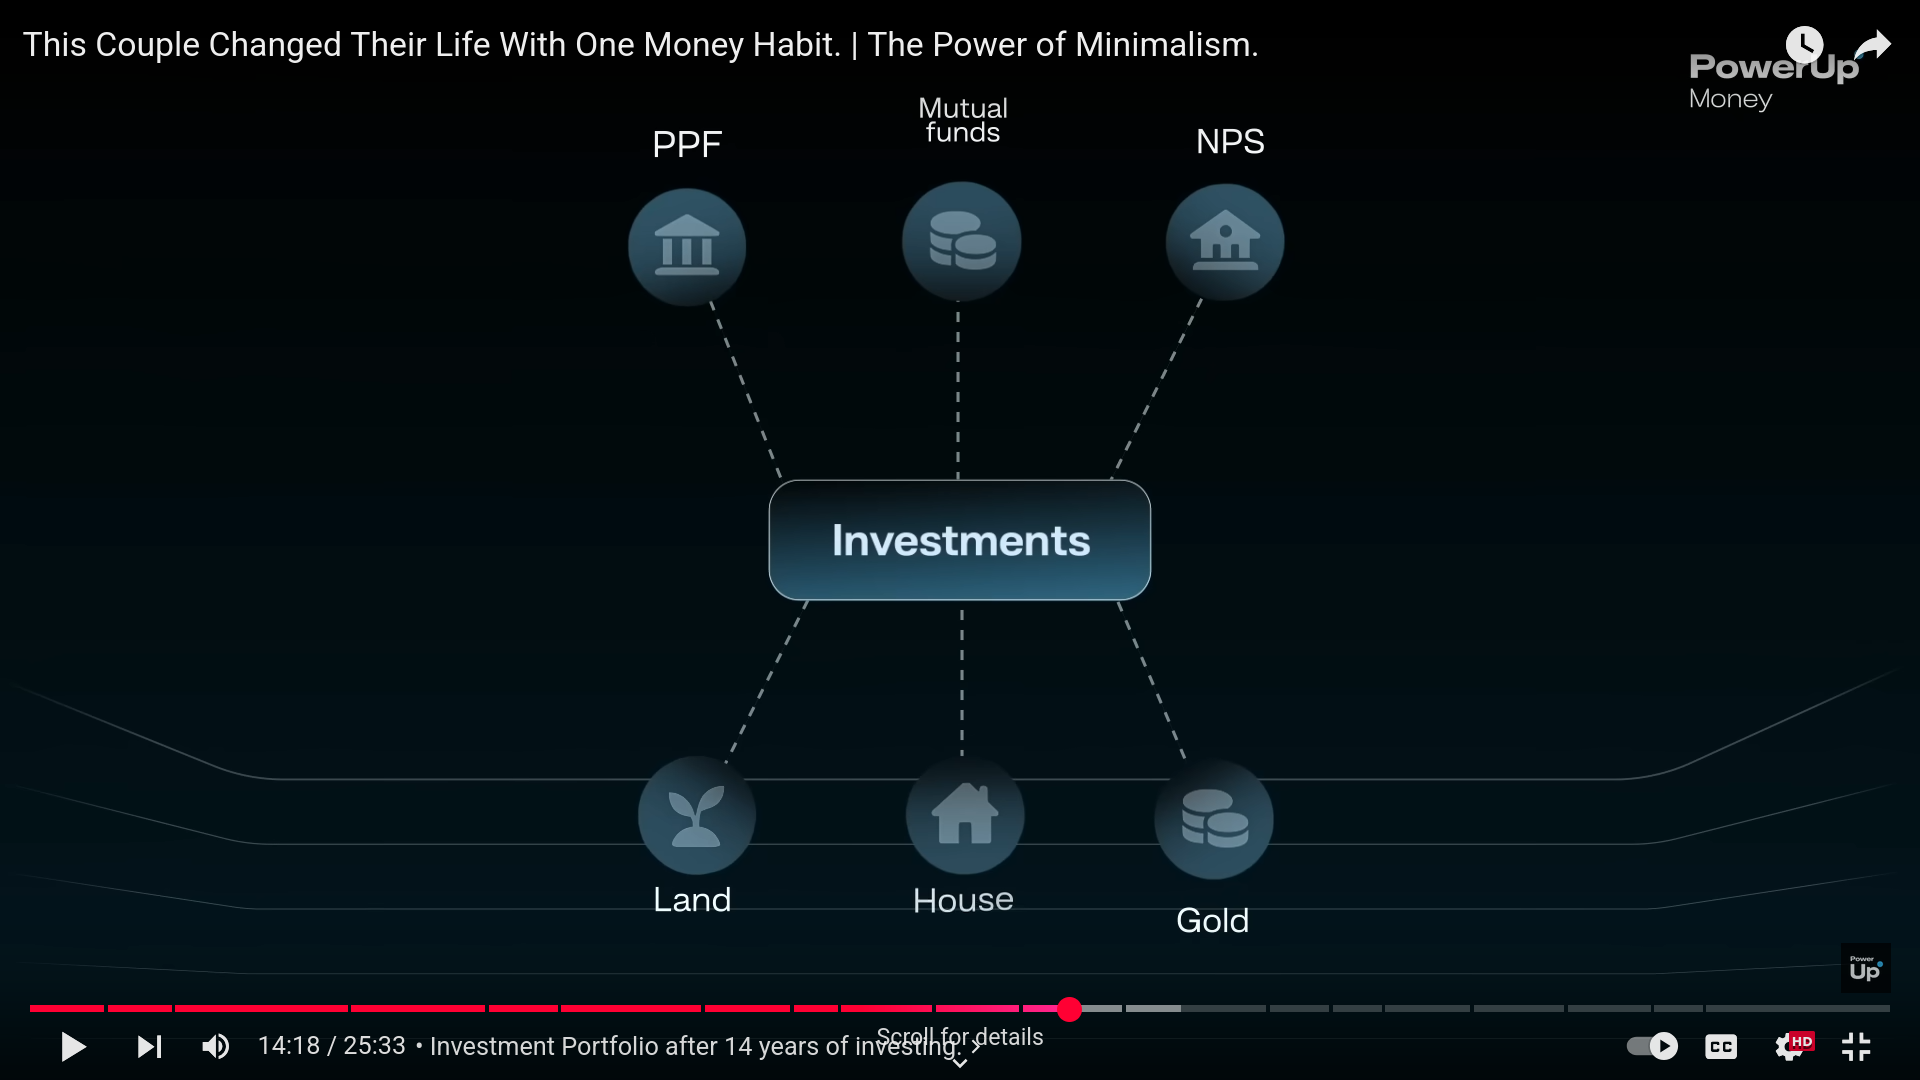 This Couple Changed Their Life With One Money Habit. | The Power of Minimalism.
PowerUp
Money
Mutual
funds
PPF
NPS
Investments
Land
House
Gold
Power
Up
14:18 / 25:33 • Investment Portfolio after 14 years of investing. ›
Scroll for details
CC
HD